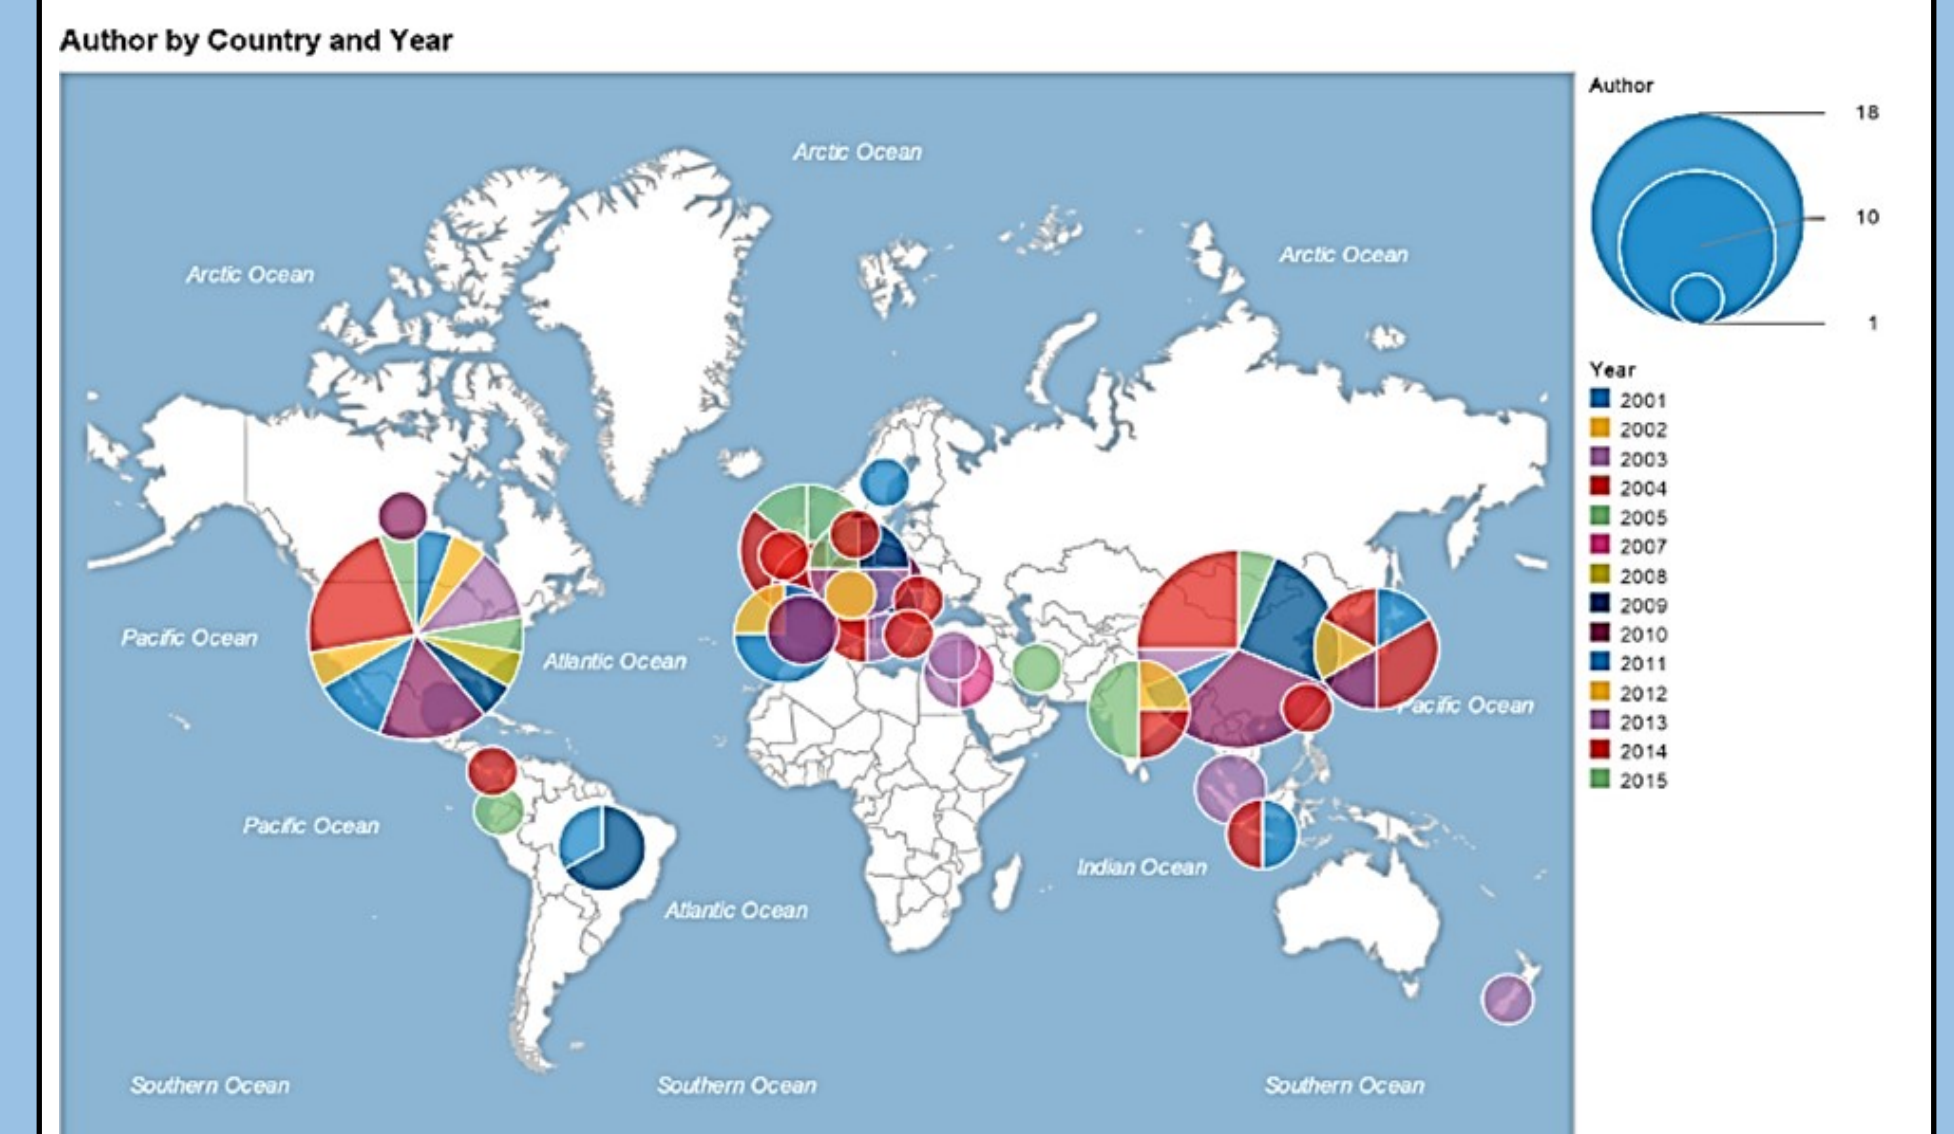 Author by Country and Year
Arctic Ocean
Arctic Ocean
Arctic Ocean
Pacific Ocean
Atlantic Ocean
Pacific Ocean
Pacific Ocean
Indian Ocean
Atlantic Ocean
Southern Ocean
Southern Ocean
Southern Ocean
Author
18
10
1
Year
2001
2002
2003
2004
2005
2007
2008
2009
2010
2011
2012
2013
2014
2015